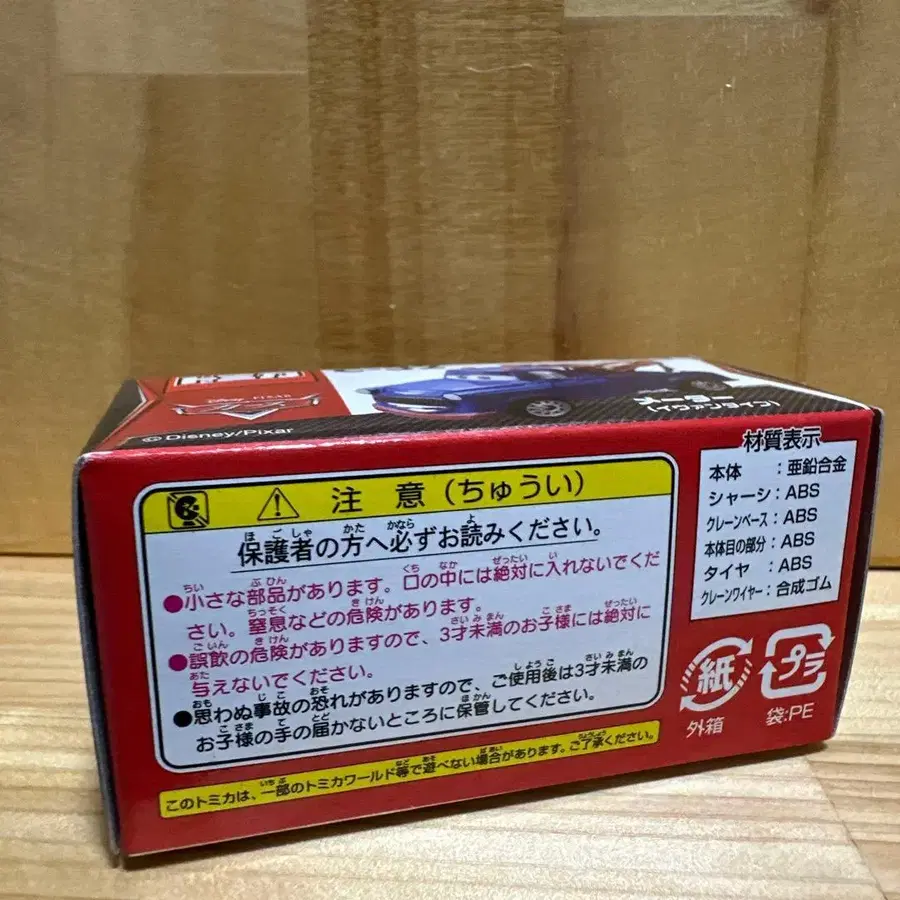 DISNEY·PIXAR
©Disney/Pixar
メーター
(イヴァンタイプ)
注意(ちゅうい)
保護者の方へ必ずお読みください。
●小さな部品があります。口の中には絶対に入れないでくだ
さい。窒息などの危険があります。
●誤飲の危険がありますので、3才未満のお子様には絶対に
与えないでください。
●思わぬ事故の恐れがありますので、ご使用後は3才未満の
お子様の手の届かないところに保管してください。
このトミカは、一部のトミカワールド等で遊べない場合があります。ご了承ください。
材質表示
本体:亜鉛合金
シャーシ:ABS
クレーンベース:ABS
本体目の部分:ABS
タイヤ:ABS
クレーンワイヤー:合成ゴム
紙
外箱
プラ
袋:PE